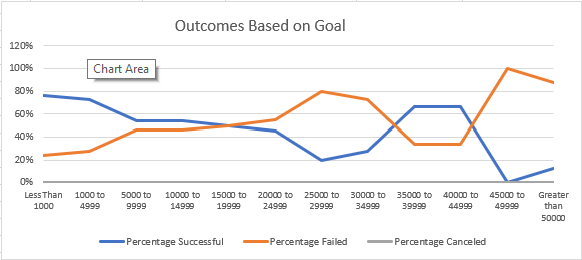 Outcomes Based on Goal
120%
Chart Area
100%
80%
60%
40%
20%
0%
Less Than 1000 to 5000 to 10000 to 15000 to 20000 to 25000 to 30000 to 35000 to 40000 to 45000 to Greater
1000 4999 9999 14999 19999 24999 29999 34999 39999 44999 49999 than
50000
Percentage Successful Percentage Failed Percentage Canceled